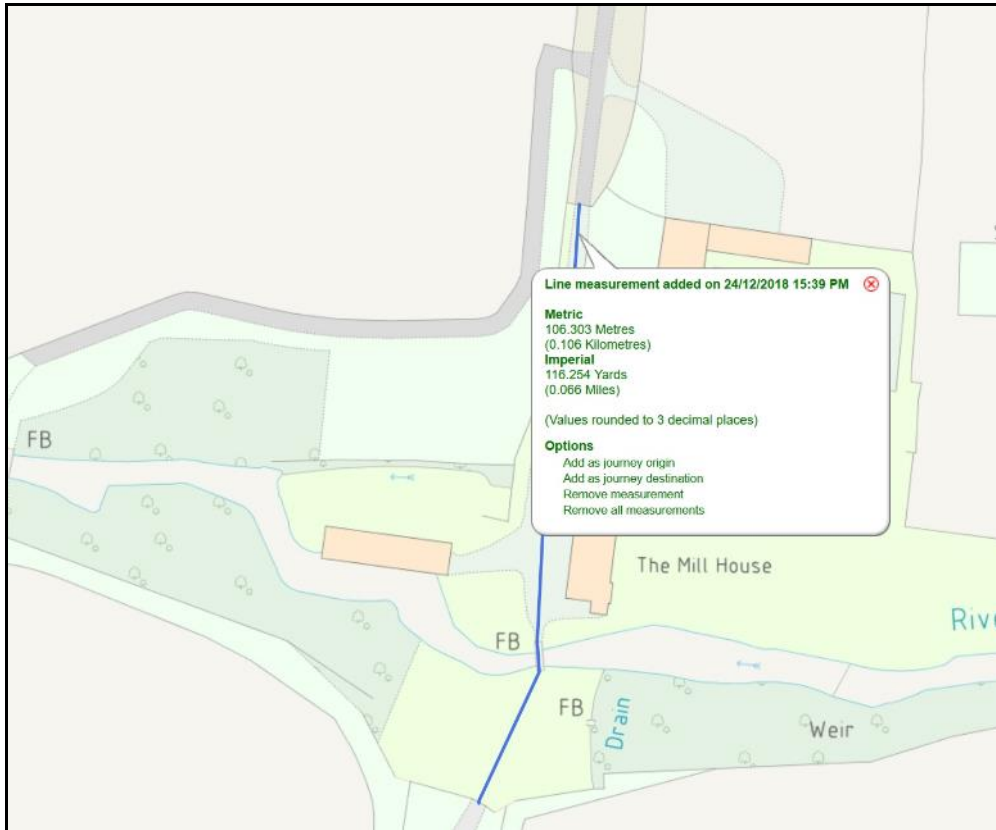 Line measurement added on 24/12/2018 15:39 PM
Metric
106.303 Metres
(0.106 Kilometres)
Imperial
116.254 Yards
(0.066 Miles)
(Values rounded to 3 decimal places)
Options
Add as journey origin
Add as journey destination
Remove measurement
Remove all measurements
FB
The Mill House
FB
Rive
FB
Drain
Weir